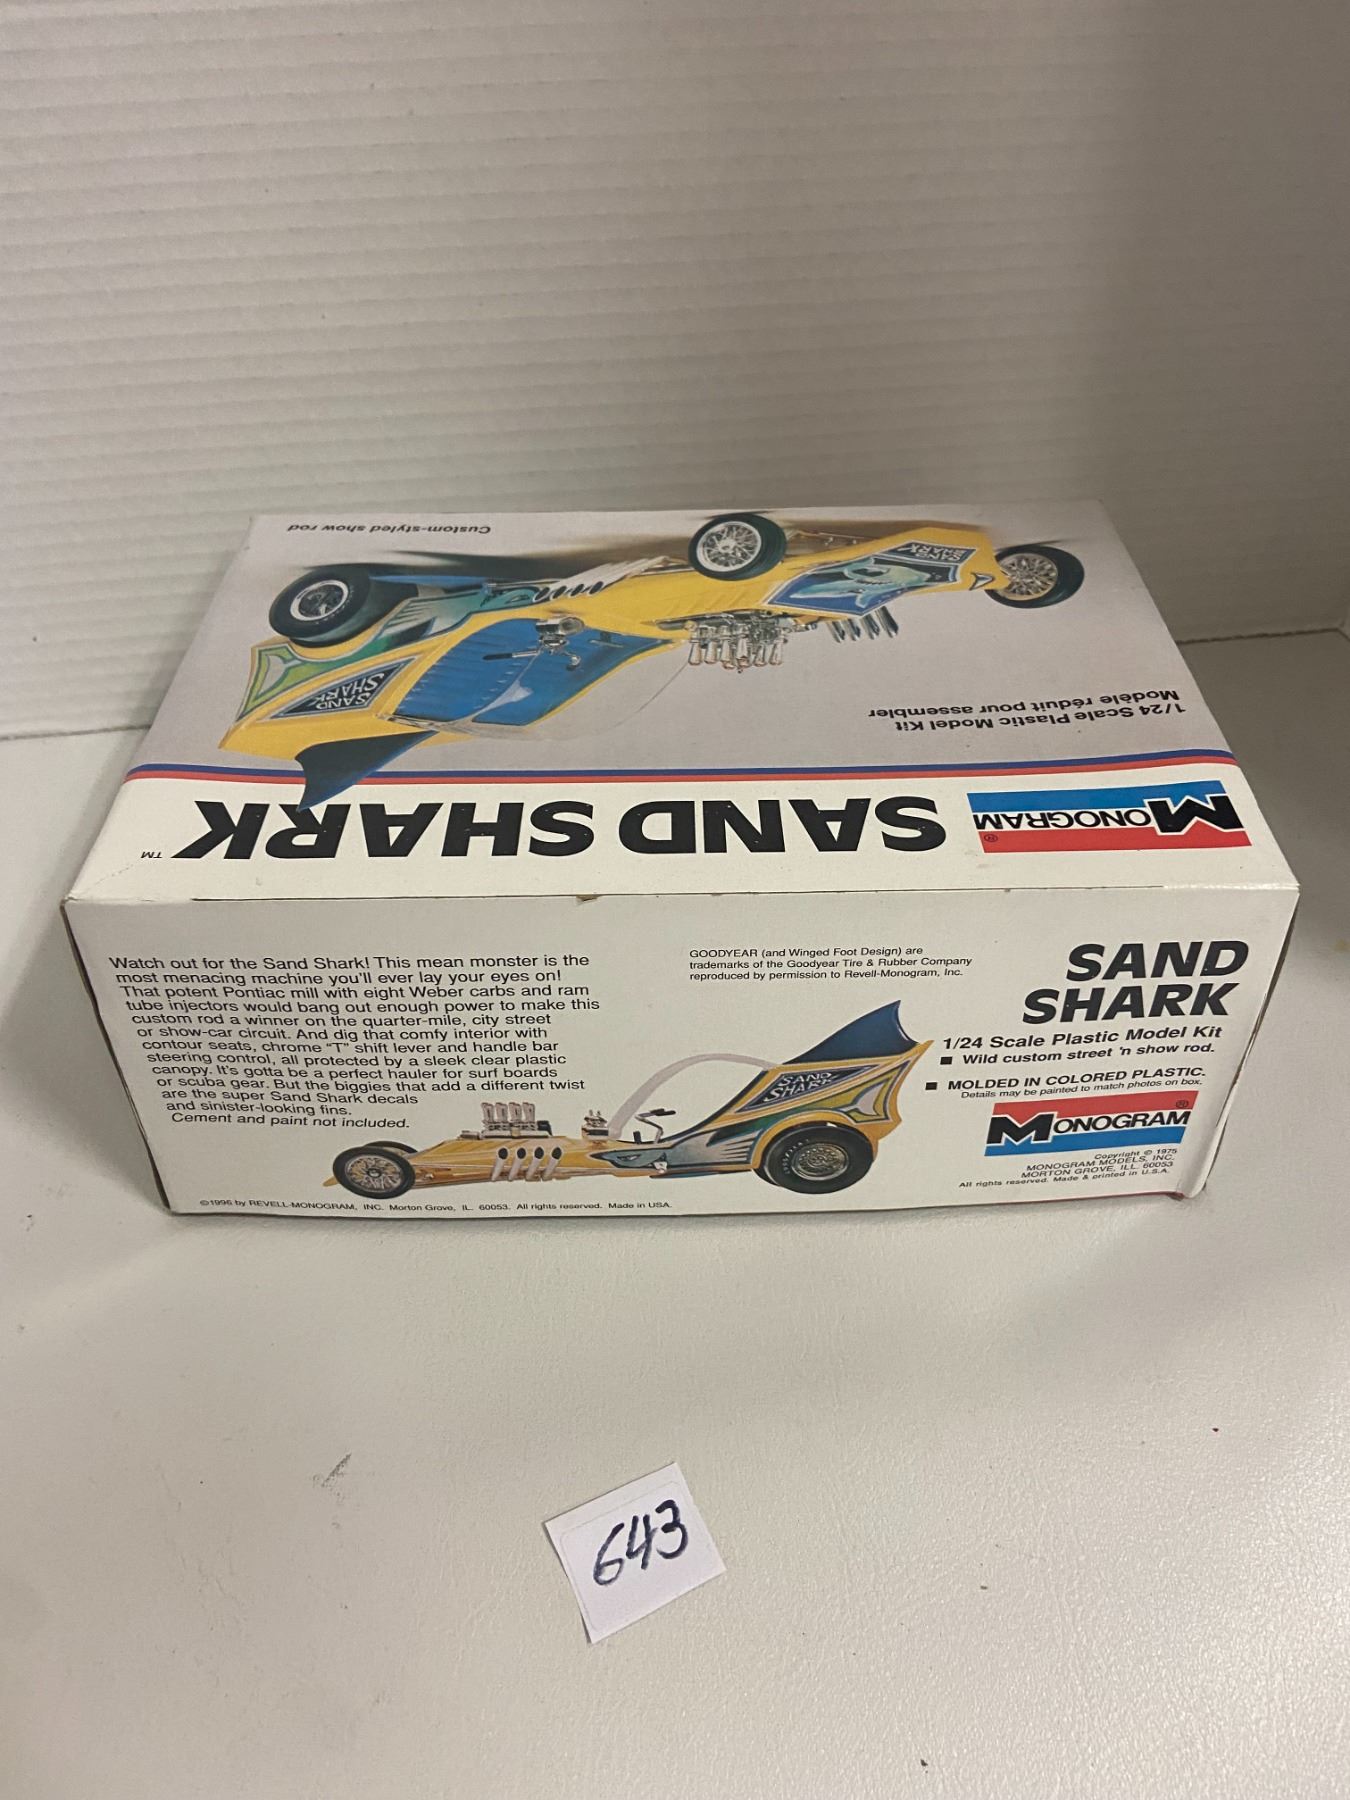 Custom-styled show rod
SAND
SHARK
SAND
SHARK
1/24 Scale Plastic Model Kit
Modèle réduit pour assembler
MONOGRAM®
SAND SHARK™
Watch out for the Sand Shark! This mean monster is the
most menacing machine you'll ever lay your eyes on!
That potent Pontiac mill with eight Weber carbs and ram
tube injectors would bang out enough power to make this
custom rod a winner on the quarter-mile, city street
or show-car circuit. And dig that comfy interior with
contour seats, chrome "T" shift lever and handle bar
steering control, all protected by a sleek clear plastic
canopy. It's gotta be a perfect hauler for surf boards
or scuba gear. But the biggies that add a different twist
are the super Sand Shark decals
and sinister-looking fins.
Cement and paint not included.
GOODYEAR (and Winged Foot Design) are
trademarks of the Goodyear Tire & Rubber Company
reproduced by permission to Revell-Monogram, Inc.
SAND
SHARK
SAND
SHARK
1/24 Scale Plastic Model Kit
■ Wild custom street 'n show rod.
■ MOLDED IN COLORED PLASTIC.
Details may be painted to match photos on box.
MONOGRAM®
Copyright © 1975
MONOGRAM MODELS, INC.
MORTON GROVE, ILL. 60053
All rights reserved. Made & printed in U.S.A.
©1996 by REVELL-MONOGRAM, INC. Morton Grove, IL. 60053. All rights reserved. Made in USA.
643